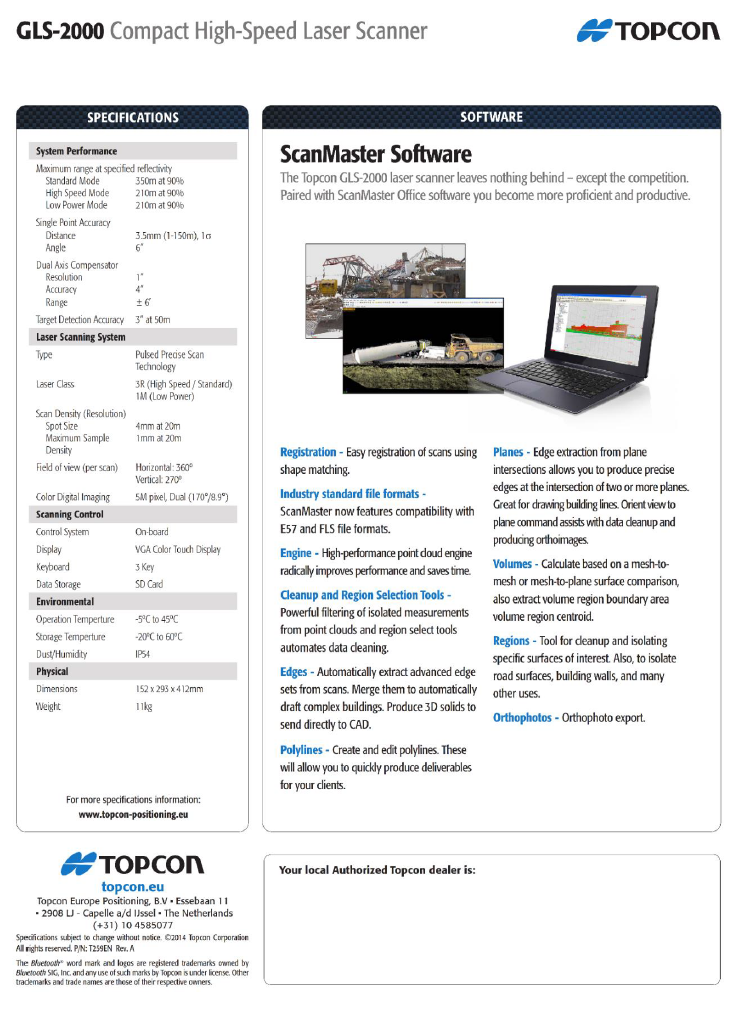 GLS-2000 Compact High-Speed Laser Scanner
TOPCON
SPECIFICATIONS
System Performance
Maximum range at specified reflectivity
Standard Mode 350m at 90%
High Speed Mode 210m at 90%
Low Power Mode 210m at 90%
Single Point Accuracy
Distance 3.5mm (1-150m), 1σ
Angle 6"
Dual Axis Compensator
Resolution 1"
Accuracy 4"
Range ± 6'
Target Detection Accuracy 3" at 50m
Laser Scanning System
Type Pulsed Precise Scan
Technology
Laser Class 3R (High Speed / Standard)
1M (Low Power)
Scan Density (Resolution)
Spot Size 4mm at 20m
Maximum Sample 1mm at 20m
Density
Field of view (per scan) Horizontal: 360º
Vertical: 270º
Color Digital Imaging 5M pixel, Dual (170°/8.9°)
Scanning Control
Control System On-board
Display VGA Color Touch Display
Keyboard 3 Key
Data Storage SD Card
Environmental
Operation Temperture -5ºC to 45ºC
Storage Temperture -20ºC to 60ºC
Dust/Humidity IP54
Physical
Dimensions 152 x 293 x 412mm
Weight 11kg
For more specifications information:
www.topcon-positioning.eu
SOFTWARE
ScanMaster Software
The Topcon GLS-2000 laser scanner leaves nothing behind – except the competition.
Paired with ScanMaster Office software you become more proficient and productive.
Registration - Easy registration of scans using
shape matching.
Industry standard file formats -
ScanMaster now features compatibility with
E57 and FLS file formats.
Engine - High-performance point cloud engine
radically improves performance and saves time.
Cleanup and Region Selection Tools -
Powerful filtering of isolated measurements
from point clouds and region select tools
automates data cleaning.
Edges - Automatically extract advanced edge
sets from scans. Merge them to automatically
draft complex buildings. Produce 3D solids to
send directly to CAD.
Polylines - Create and edit polylines. These
will allow you to quickly produce deliverables
for your clients.
Planes - Edge extraction from plane
intersections allows you to produce precise
edges at the intersection of two or more planes.
Great for drawing building lines. Orient view to
plane command assists with data cleanup and
producing orthoimages.
Volumes - Calculate based on a mesh-to-
mesh or mesh-to-plane surface comparison,
also extract volume region boundary area
volume region centroid.
Regions - Tool for cleanup and isolating
specific surfaces of interest. Also, to isolate
road surfaces, building walls, and many
other uses.
Orthophotos - Orthophoto export.
TOPCON
topcon.eu
Topcon Europe Positioning, B.V • Essebaan 11
• 2908 LJ - Capelle a/d IJssel • The Netherlands
(+31) 10 4585077
Specifications subject to change without notice. ©2014 Topcon Corporation
All rights reserved. P/N: T259EN Rev. A
The Bluetooth® word mark and logos are registered trademarks owned by
Bluetooth SIG, Inc. and any use of such marks by Topcon is under license. Other
trademarks and trade names are those of their respective owners.
Your local Authorized Topcon dealer is: